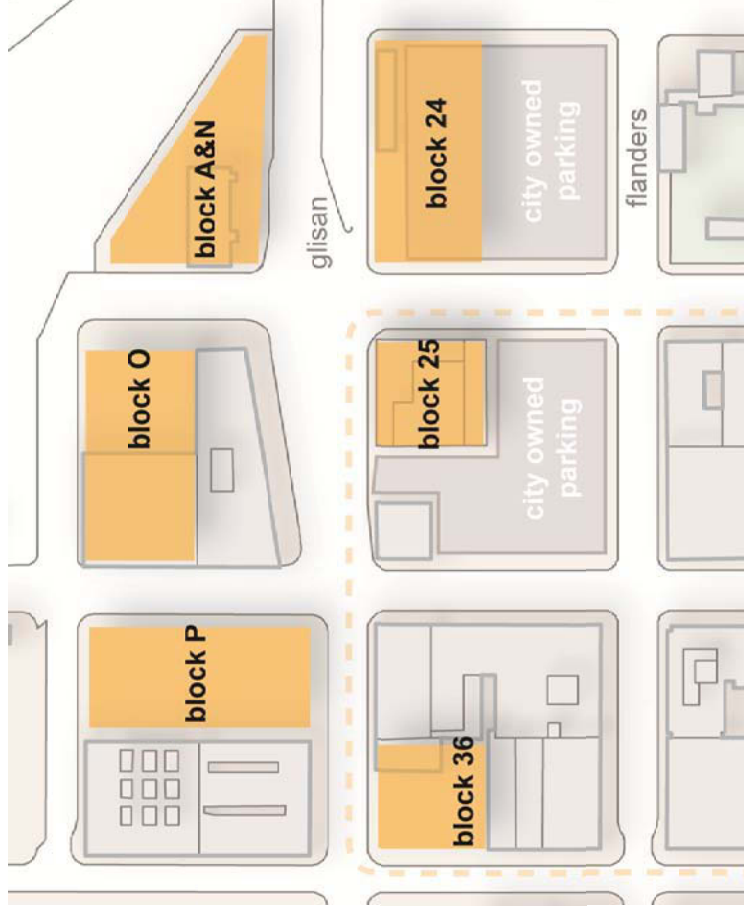 block A&N
glisan
block 24
city owned
parking
flanders
block O
block 25
city owned
parking
block P
block 36